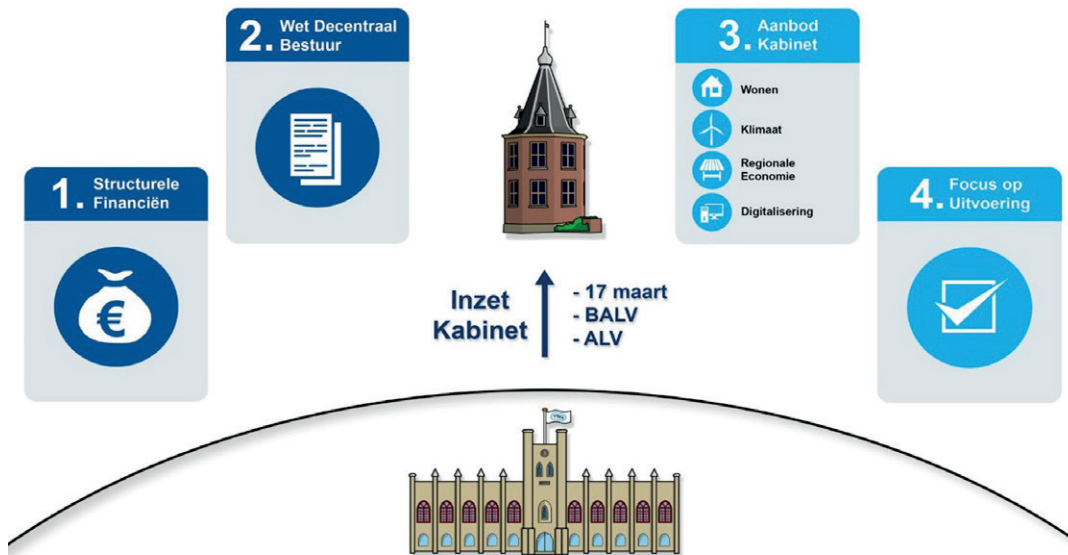 1. Structurele
Financiën
2. Wet Decentraal
Bestuur
3. Aanbod
Kabinet
Wonen
Klimaat
Regionale
Economie
Digitalisering
4. Focus op
Uitvoering
Inzet
Kabinet
- 17 maart
- BALV
- ALV